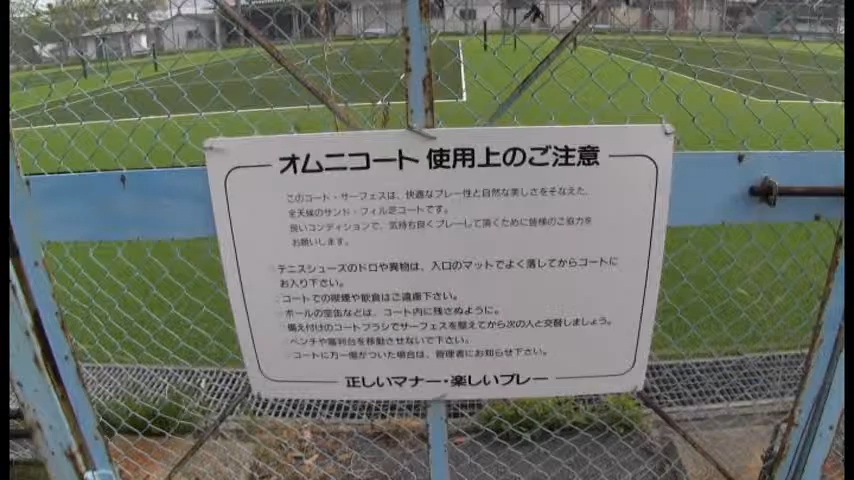 オムニコート 使用上のご注意
このコート・サーフェスは、快適なプレー性と自然な美しさをそなえた、
全天候のサンド・フィル芝コートです。
良いコンディションで、気持ち良くプレーして頂くために皆様のご協力を
お願いします。
テニスシューズのドロや異物は、入口のマットでよく落してからコートに
お入り下さい。
コートでの喫煙や飲食はご遠慮下さい。
ボールの空缶などは、コート内に残さぬように。
備え付けのコートブラシでサーフェスを整えてから次の人と交替しましょう。
ベンチや審判台を移動させないで下さい。
コートに万一傷がついた場合は、管理者にお知らせ下さい。
正しいマナー・楽しいプレー